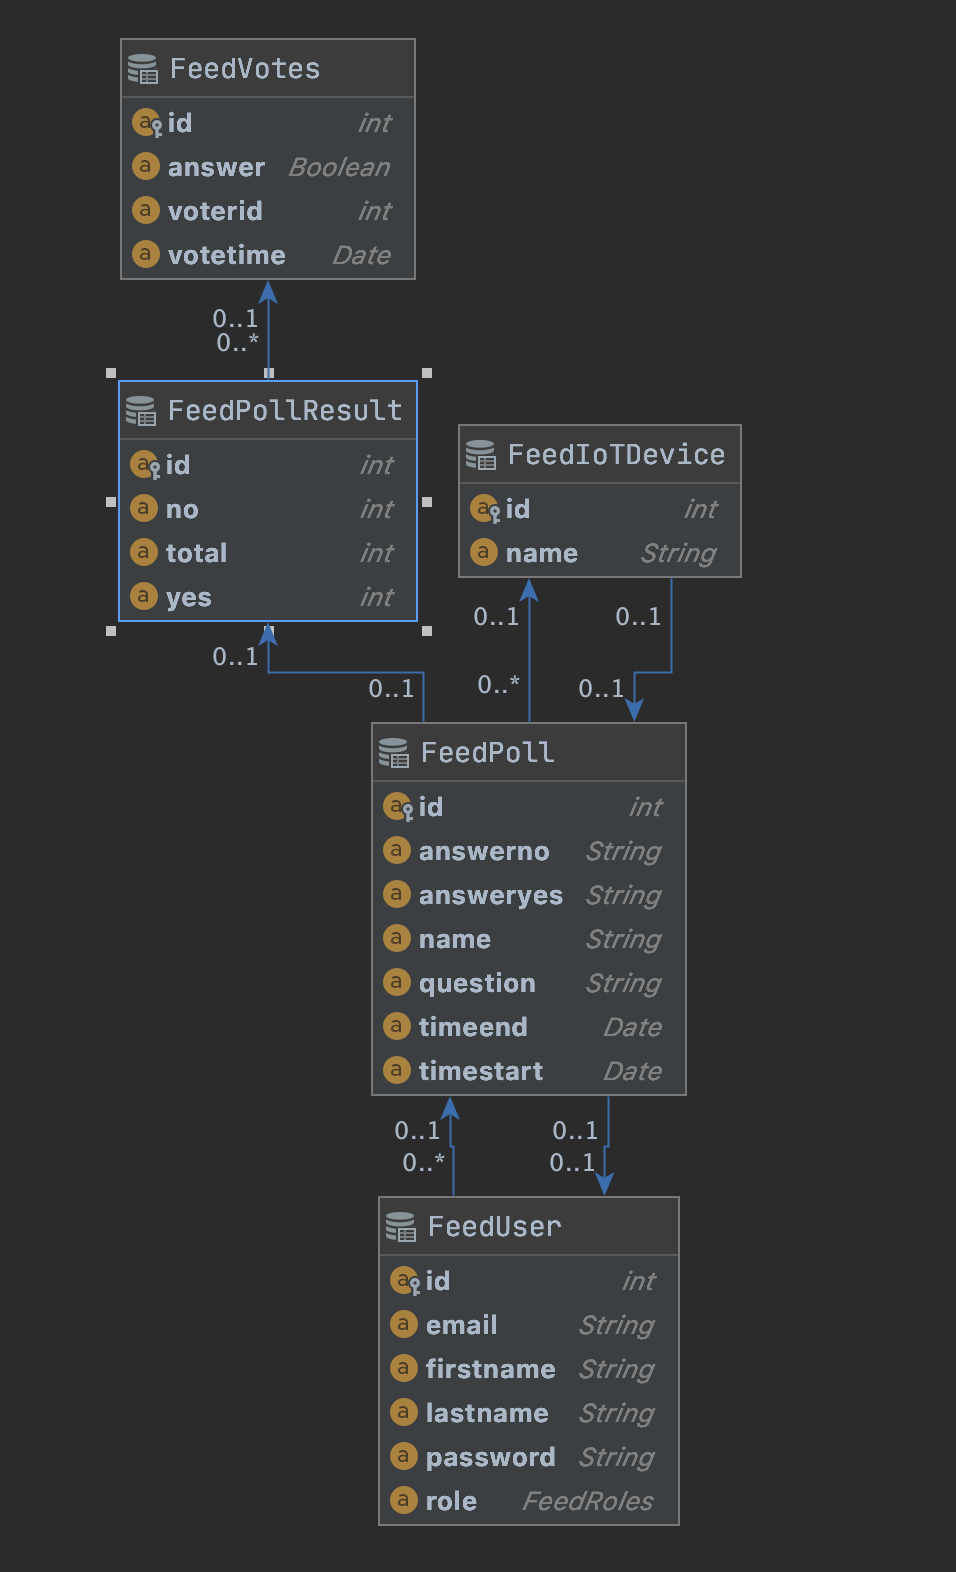 FeedVotes
id int
answer Boolean
voterid int
votetime Date
0..1
0..*
FeedPollResult
id int
no int
total int
yes int
FeedIoTDevice
id int
name String
0..1 0..1
0..1
0..1 0..* 0..1
FeedPoll
id int
answerno String
answeryes String
name String
question String
timeend Date
timestart Date
0..1 0..1
0..* 0..1
FeedUser
id int
email String
firstname String
lastname String
password String
role FeedRoles